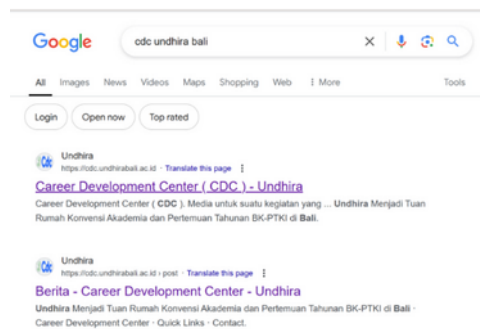 Google
cdc undhira bali
All Images News Videos Maps Shopping Web More Tools
Login Open now Top rated
Cdc
Undhira
https://cdc.undhirabali.ac.id · Translate this page
Career Development Center ( CDC ) - Undhira
Career Development Center ( CDC ). Media untuk suatu kegiatan yang ... Undhira Menjadi Tuan
Rumah Konvensi Akademia dan Pertemuan Tahunan BK-PTKI di Bali.
Cdc
Undhira
https://cdc.undhirabali.ac.id › post · Translate this page
Berita - Career Development Center - Undhira
Undhira Menjadi Tuan Rumah Konvensi Akademia dan Pertemuan Tahunan BK-PTKI di Bali ·
Career Development Center · Quick Links · Contact.